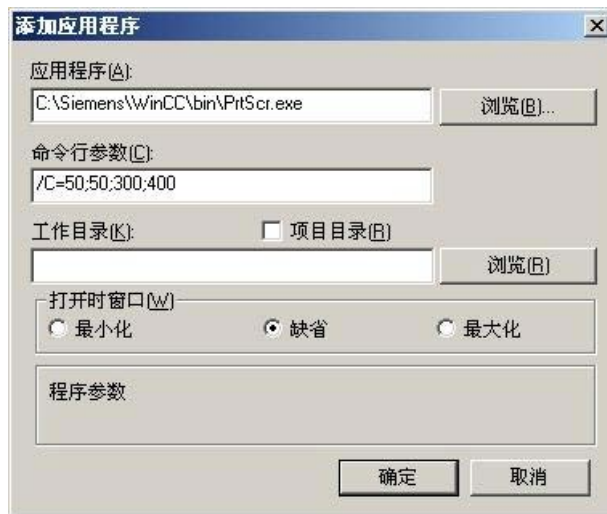 添加应用程序
应用程序(A):
C:\Siemens\WinCC\bin\PrtScr.exe
浏览(B)...
命令行参数(C):
/C=50;50;300;400
工作目录(K):
项目目录(R)
浏览(R)
打开时窗口(W)
最小化 缺省 最大化
程序参数
确定 取消